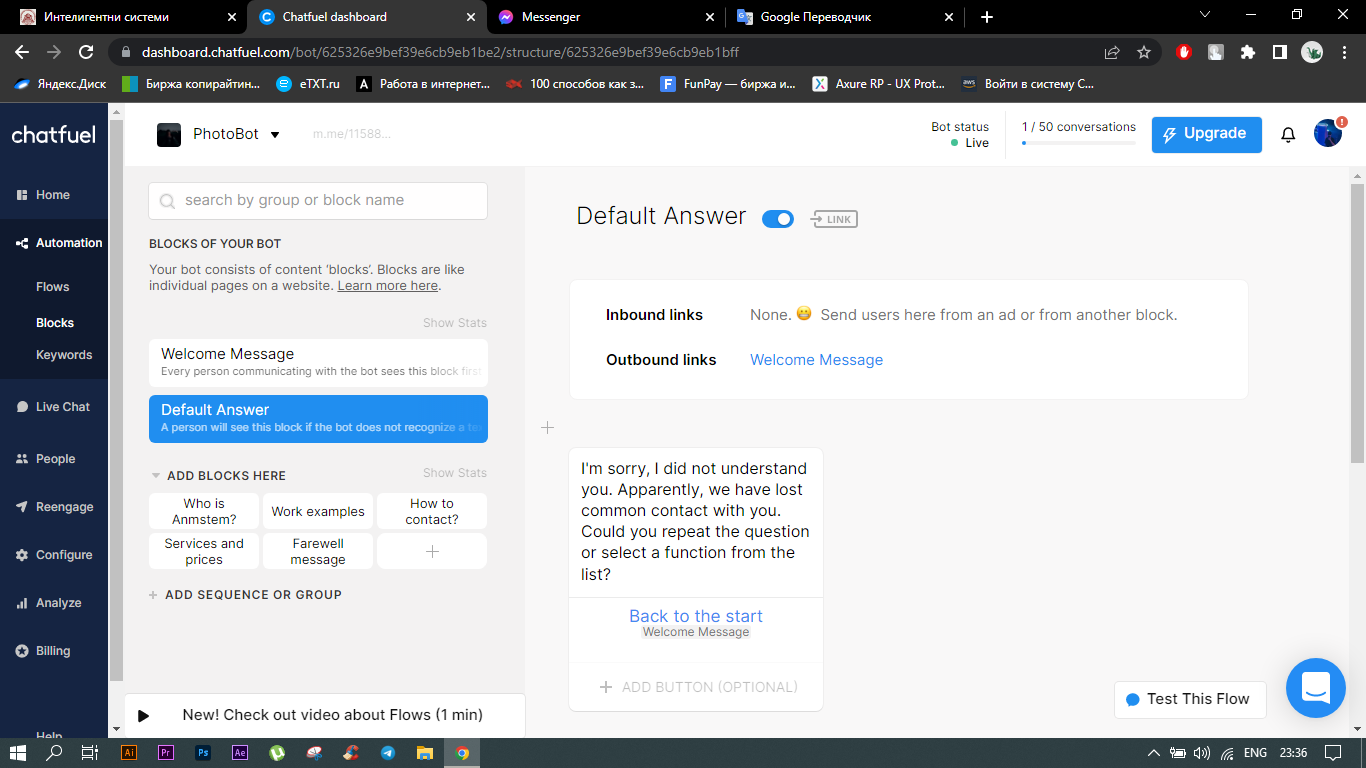 Интелигентни системи
Chatfuel dashboard
Messenger
Google Переводчик
dashboard.chatfuel.com/bot/625326e9bef39e6cb9eb1be2/structure/625326e9bef39e6cb9eb1bff
Яндекс.Диск
Биржа копирайтин...
eTXT.ru
Работа в интернет...
100 способов как з...
FunPay — биржа и...
Axure RP - UX Prot...
Войти в систему C...
chatfuel
Home
Automation
Flows
Blocks
Keywords
Live Chat
People
Reengage
Configure
Analyze
Billing
Help
PhotoBot
m.me/11588...
Bot status
Live
1 / 50 conversations
Upgrade
search by group or block name
BLOCKS OF YOUR BOT
Your bot consists of content ‘blocks’. Blocks are like
individual pages on a website. Learn more here.
Show Stats
Welcome Message
Every person communicating with the bot sees this block first
Default Answer
A person will see this block if the bot does not recognize a
ADD BLOCKS HERE
Show Stats
Who is
Anmstem?
Work examples
How to
contact?
Services and
prices
Farewell
message
ADD SEQUENCE OR GROUP
New! Check out video about Flows (1 min)
Default Answer
LINK
Inbound links
None. 😬 Send users here from an ad or from another block.
Outbound links
Welcome Message
I'm sorry, I did not understand
you. Apparently, we have lost
common contact with you.
Could you repeat the question
or select a function from the
list?
Back to the start
Welcome Message
ADD BUTTON (OPTIONAL)
Test This Flow
Ai
Pr
Ps
Ae
ENG
23:36